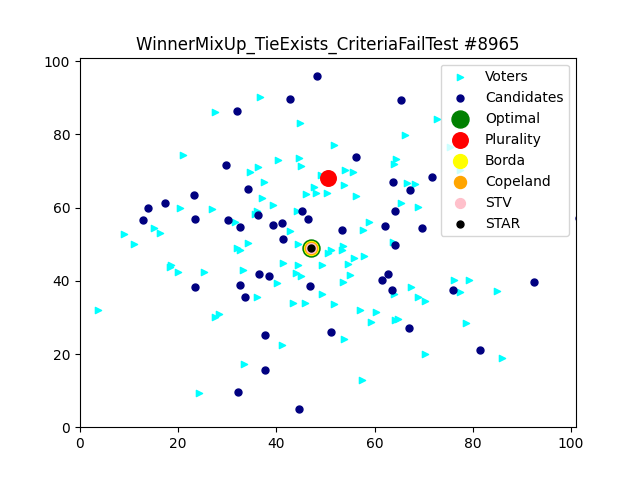 WinnerMixUp_TieExists_CriteriaFailTest #8965
100
80
60
40
20
0
0 20 40 60 80 100
Voters
Candidates
Optimal
Plurality
Borda
Copeland
STV
STAR